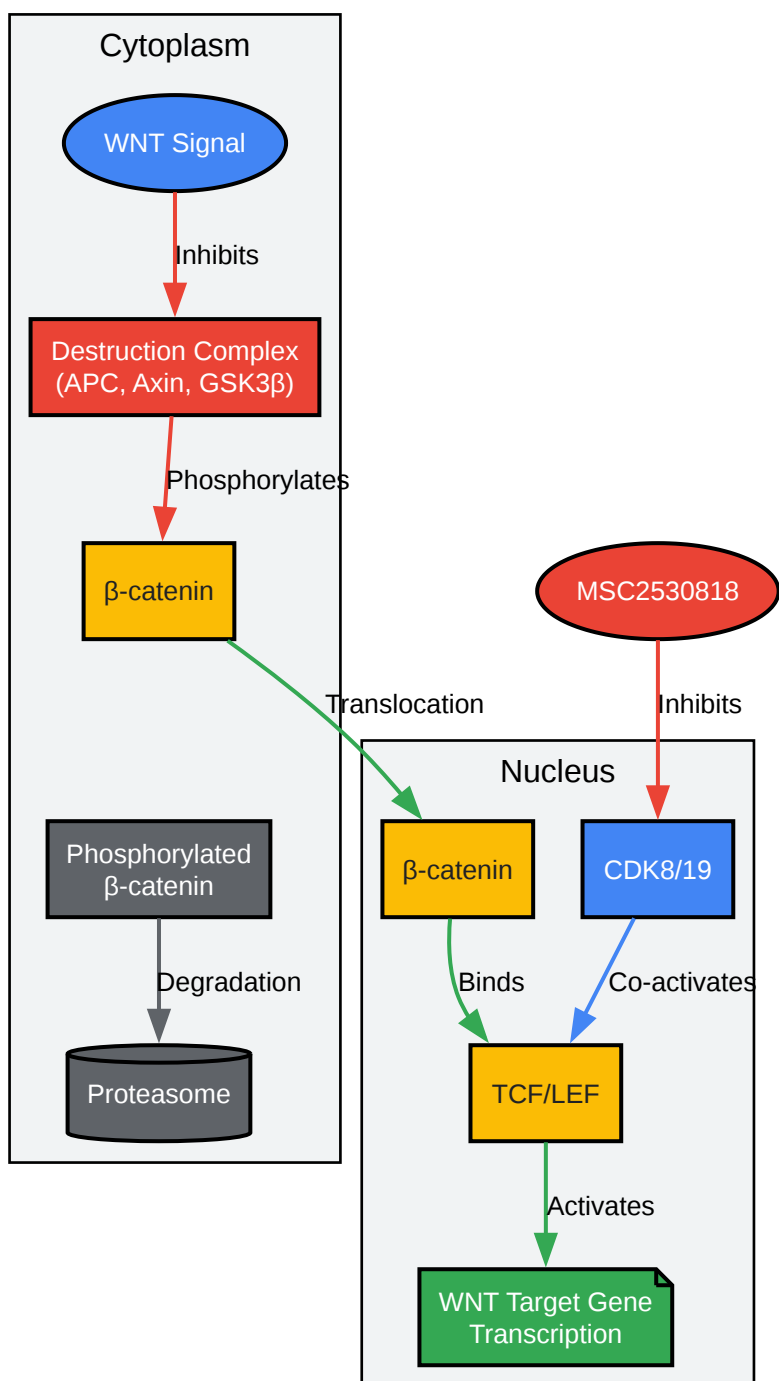 Cytoplasm
WNT Signal
Inhibits
Destruction Complex
(APC, Axin, GSK3β)
Phosphorylates
β-catenin
MSC2530818
Translocation
Inhibits
Nucleus
Phosphorylated
β-catenin
β-catenin
CDK8/19
Degradation
Binds
Co-activates
Proteasome
TCF/LEF
Activates
WNT Target Gene
Transcription